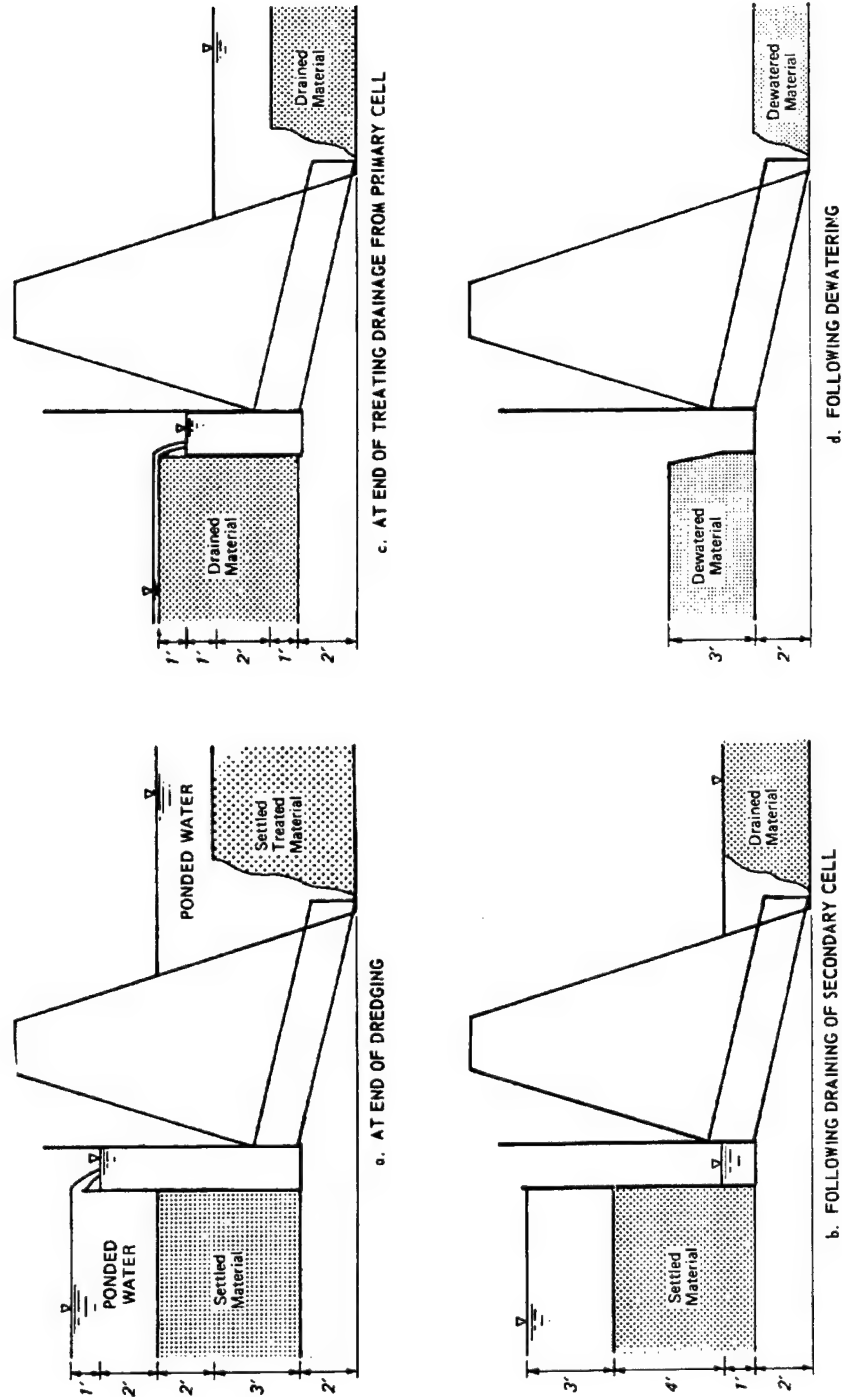 1'
2'
2'
3'
2'
PONDED
WATER
Settled
Material
PONDED WATER
Settled
Treated
Material
a. AT END OF DREDGING
3'
4'
1'
2'
Settled
Material
Drained
Material
b. FOLLOWING DRAINING OF SECONDARY CELL
1'
1'
2'
1'
2'
Drained
Material
Drained
Material
c. AT END OF TREATING DRAINAGE FROM PRIMARY CELL
3'
2'
Dewatered
Material
Dewatered
Material
d. FOLLOWING DEWATERING